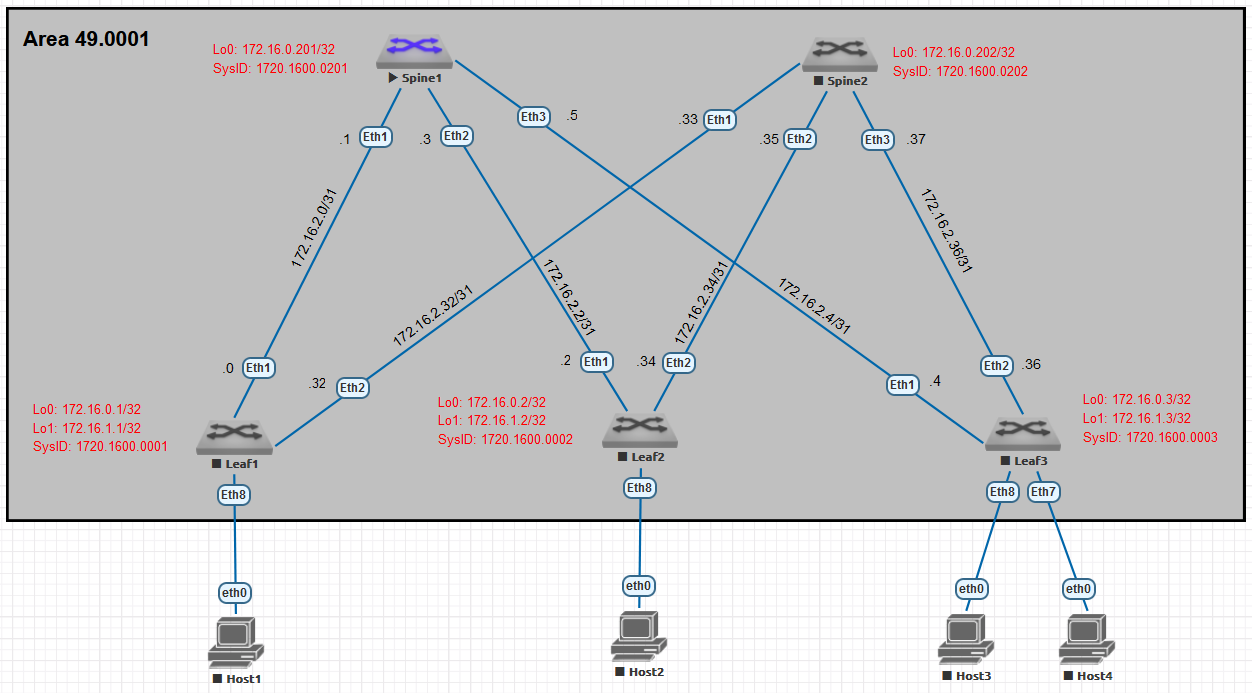 Area 49.0001
Lo0: 172.16.0.201/32
SysID: 1720.1600.0201
Spine1
Lo0: 172.16.0.202/32
SysID: 1720.1600.0202
Spine2
.1
Eth1
.3
Eth2
Eth3
.5
.33
Eth1
.35
Eth2
Eth3
.37
172.16.2.0/31
172.16.2.32/31
172.16.2.2/31
172.16.2.34/31
172.16.2.4/31
172.16.2.36/31
.0
Eth1
.32
Eth2
.2
Eth1
.34
Eth2
Eth1
.4
Eth2
.36
Lo0: 172.16.0.1/32
Lo1: 172.16.1.1/32
SysID: 1720.1600.0001
Leaf1
Lo0: 172.16.0.2/32
Lo1: 172.16.1.2/32
SysID: 1720.1600.0002
Leaf2
Lo0: 172.16.0.3/32
Lo1: 172.16.1.3/32
SysID: 1720.1600.0003
Leaf3
Eth8
Eth8
Eth8
Eth7
eth0
eth0
eth0
eth0
Host1
Host2
Host3
Host4